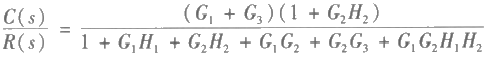 C(s)/R(s) = (G₁ + G₃)(1 + G₂H₂) / (1 + G₁H₁ + G₂H₂ + G₁G₂ + G₂G₃ + G₁G₂H₁H₂)